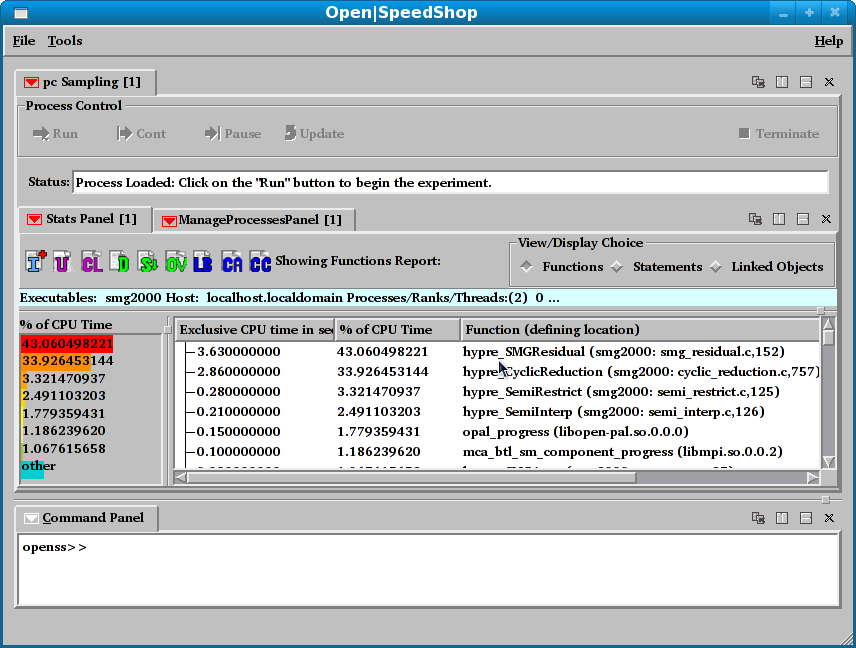 Open|SpeedShop
File Tools Help
pc Sampling [1]
Process Control
Run Cont Pause Update Terminate
Status: Process Loaded: Click on the "Run" button to begin the experiment.
Stats Panel [1] ManageProcessesPanel [1]
I U CL D S OV LB CA CC Showing Functions Report:
View/Display Choice
Functions Statements Linked Objects
Executables: smg2000 Host: localhost.localdomain Processes/Ranks/Threads:(2) 0 ...
% of CPU Time
43.060498221
33.926453144
3.321470937
2.491103203
1.779359431
1.186239620
1.067615658
other
Exclusive CPU time in sec % of CPU Time Function (defining location)
3.630000000 43.060498221 hypre_SMGResidual (smg2000: smg_residual.c,152)
2.860000000 33.926453144 hypre_CyclicReduction (smg2000: cyclic_reduction.c,757)
0.280000000 3.321470937 hypre_SemiRestrict (smg2000: semi_restrict.c,125)
0.210000000 2.491103203 hypre_SemiInterp (smg2000: semi_interp.c,126)
0.150000000 1.779359431 opal_progress (libopen-pal.so.0.0.0)
0.100000000 1.186239620 mca_btl_sm_component_progress (libmpi.so.0.0.2)
Command Panel
openss>>